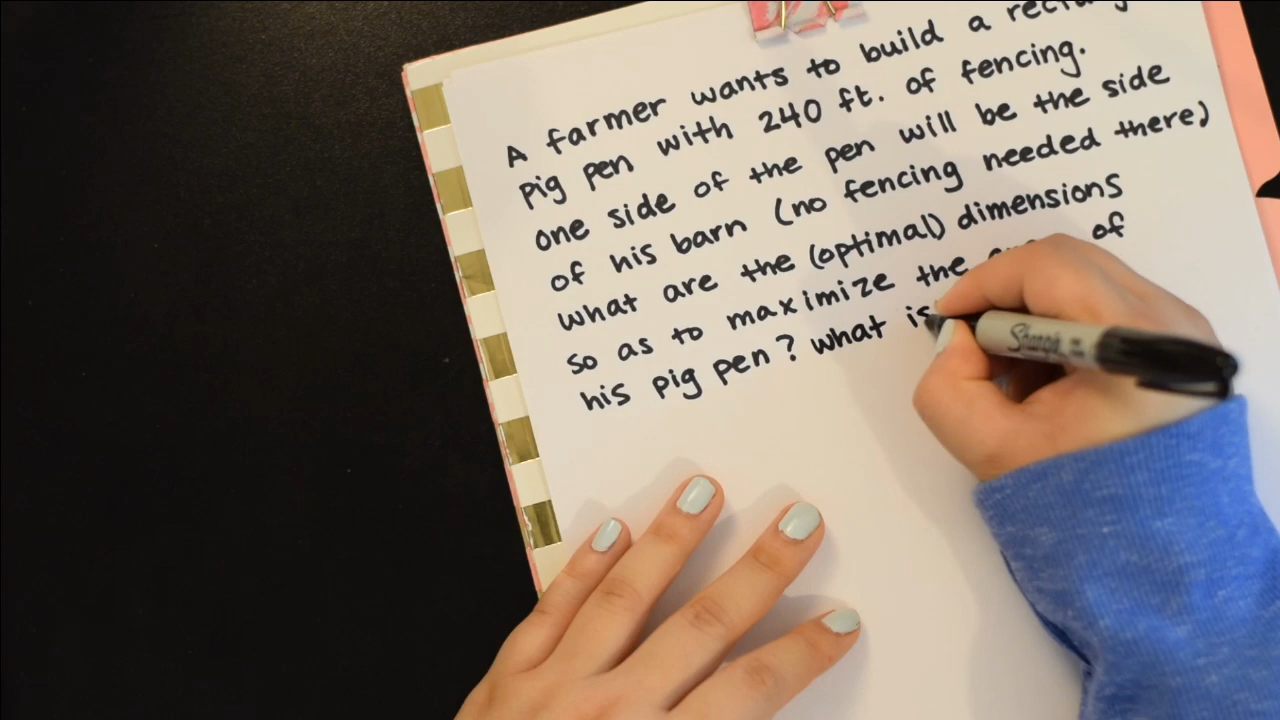 A farmer wants to build a
pig pen with 240 ft. of fencing.
one side of the pen will be the side
of his barn (no fencing needed there)
what are the (optimal) dimensions
so as to maximize the of
his pig pen? what is
Sharpie